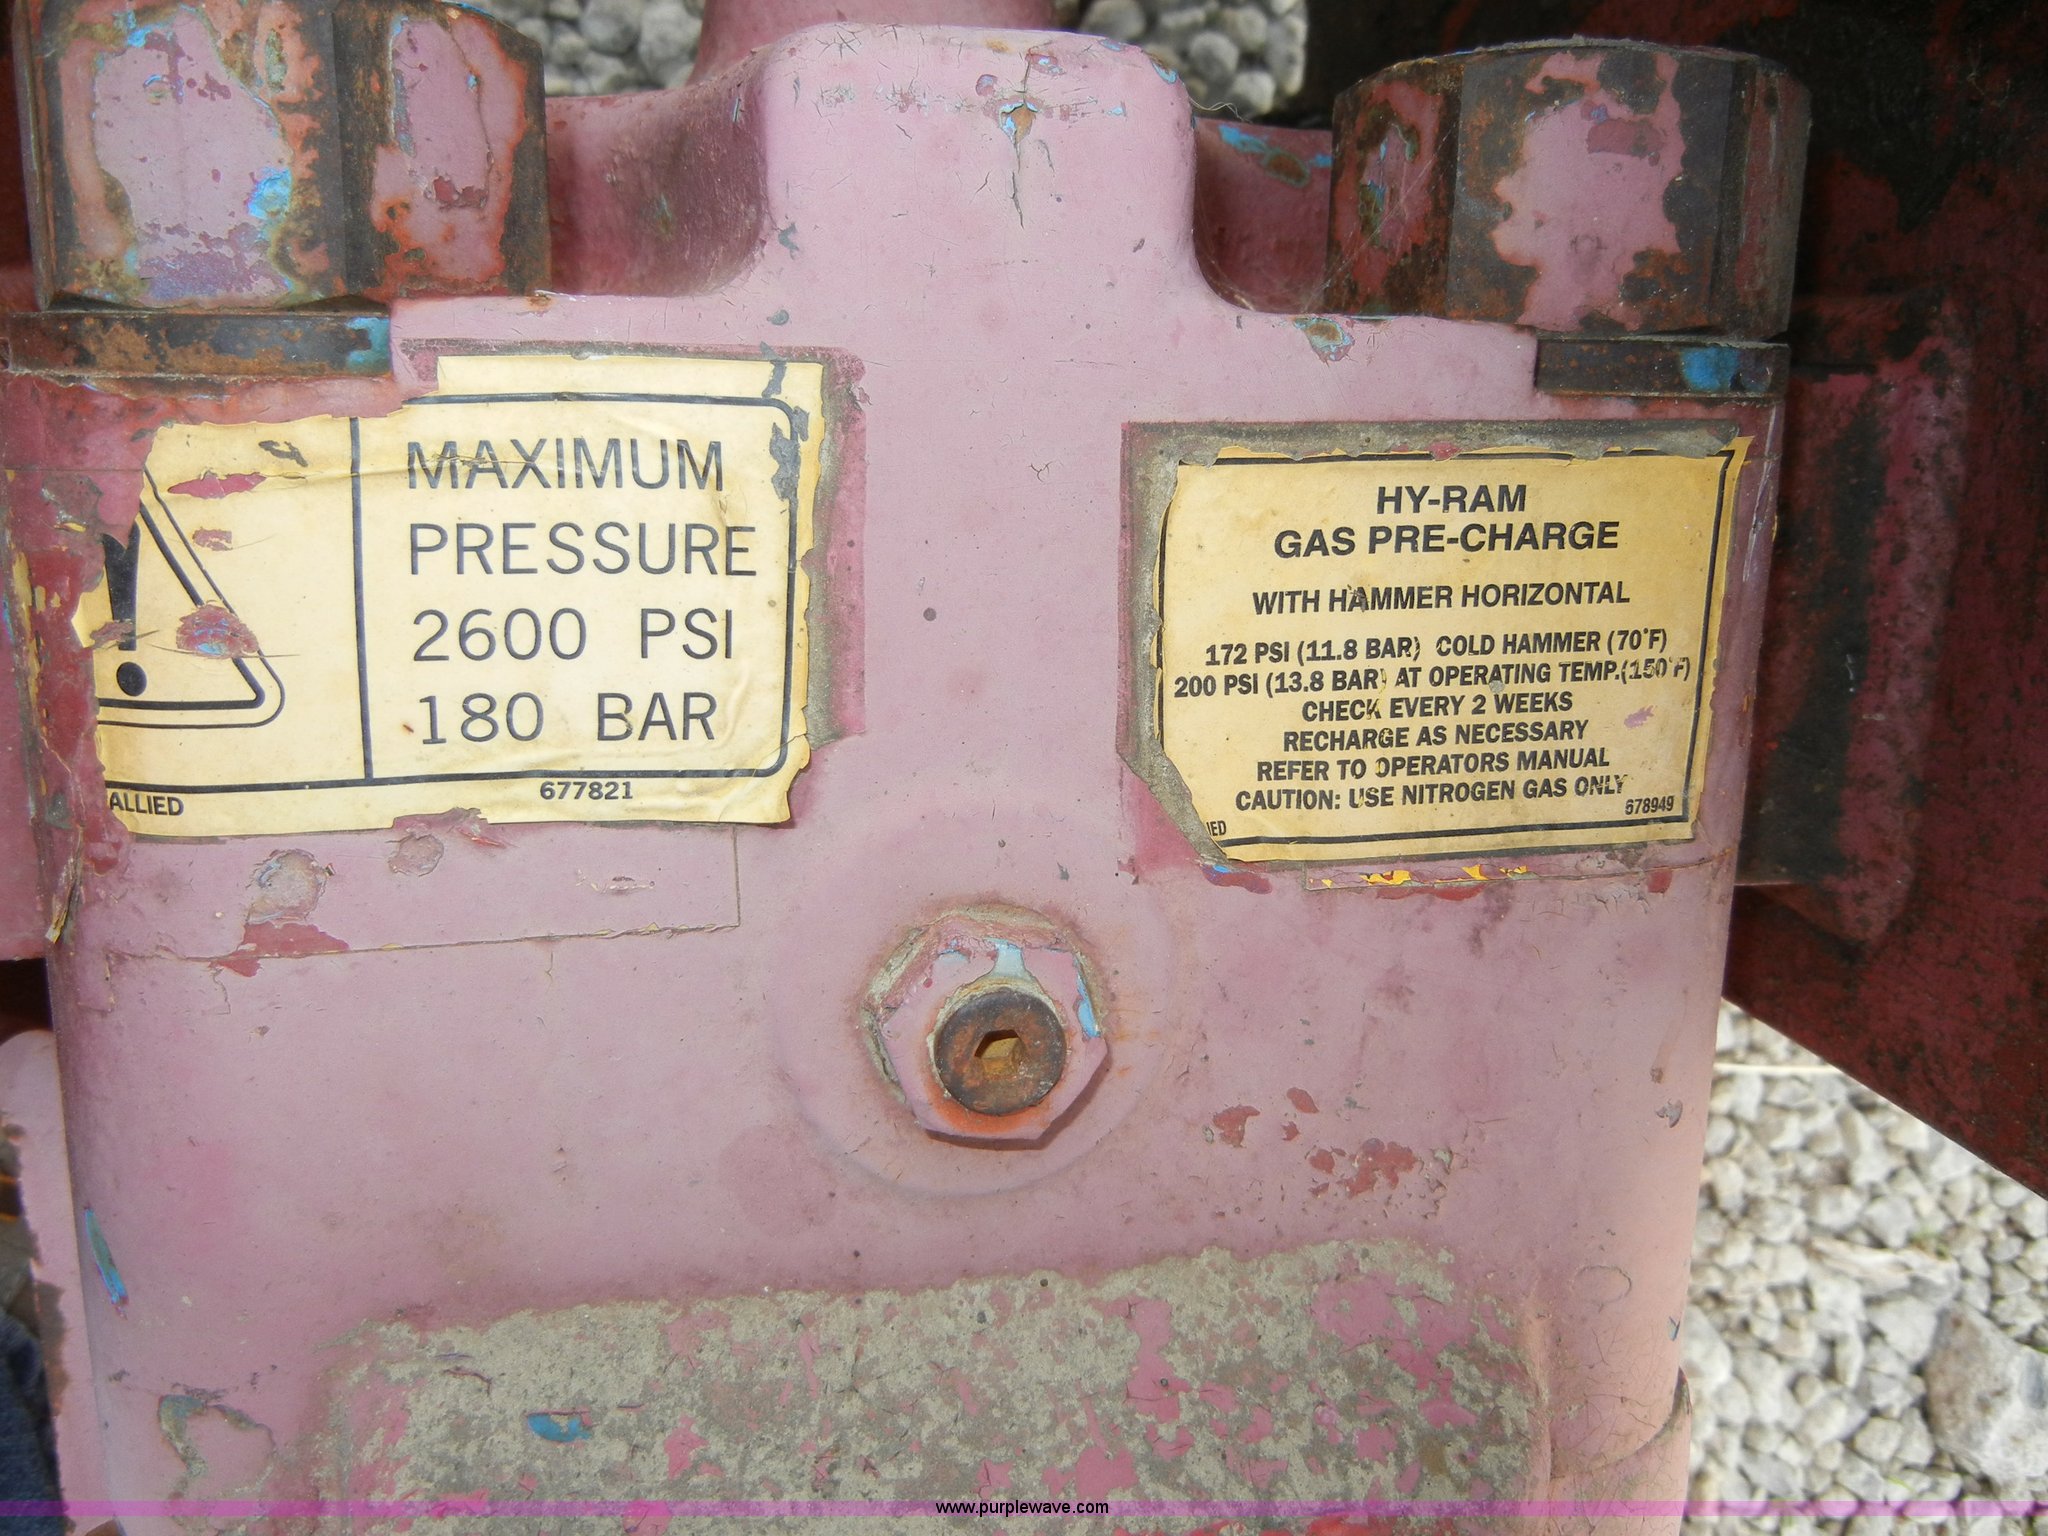 MAXIMUM
PRESSURE
2600 PSI
180 BAR
677821
ALLIED
HY-RAM
GAS PRE-CHARGE
WITH HAMMER HORIZONTAL
172 PSI (11.8 BAR) COLD HAMMER (70°F)
200 PSI (13.8 BAR) AT OPERATING TEMP.(150°F)
CHECK EVERY 2 WEEKS
RECHARGE AS NECESSARY
REFER TO OPERATORS MANUAL
CAUTION: USE NITROGEN GAS ONLY
678949
IED
www.purplewave.com